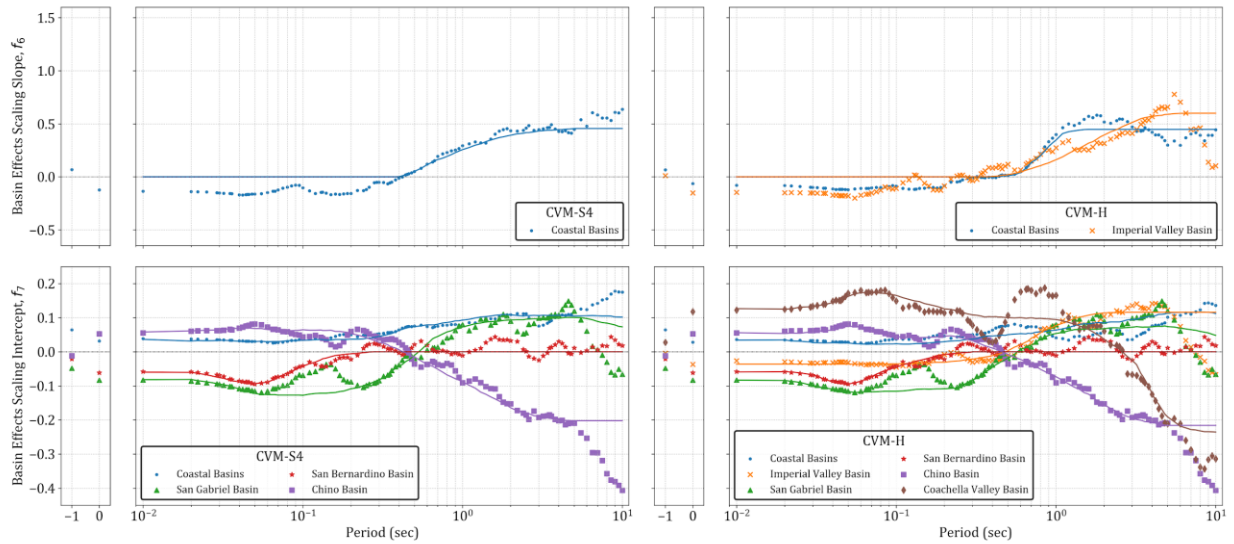 Basin Effects Scaling Slope, f6
1.5
1.0
0.5
0.0
−0.5
CVM-S4
Coastal Basins
CVM-H
Coastal Basins
Imperial Valley Basin
Basin Effects Scaling Intercept, f7
0.2
0.1
0.0
−0.1
−0.2
−0.3
−0.4
CVM-S4
Coastal Basins
San Bernardino Basin
San Gabriel Basin
Chino Basin
CVM-H
Coastal Basins
San Bernardino Basin
Imperial Valley Basin
Chino Basin
San Gabriel Basin
Coachella Valley Basin
−1 0 10−2 10−1 100 101 −1 0 10−2 10−1 100 101
Period (sec) Period (sec)